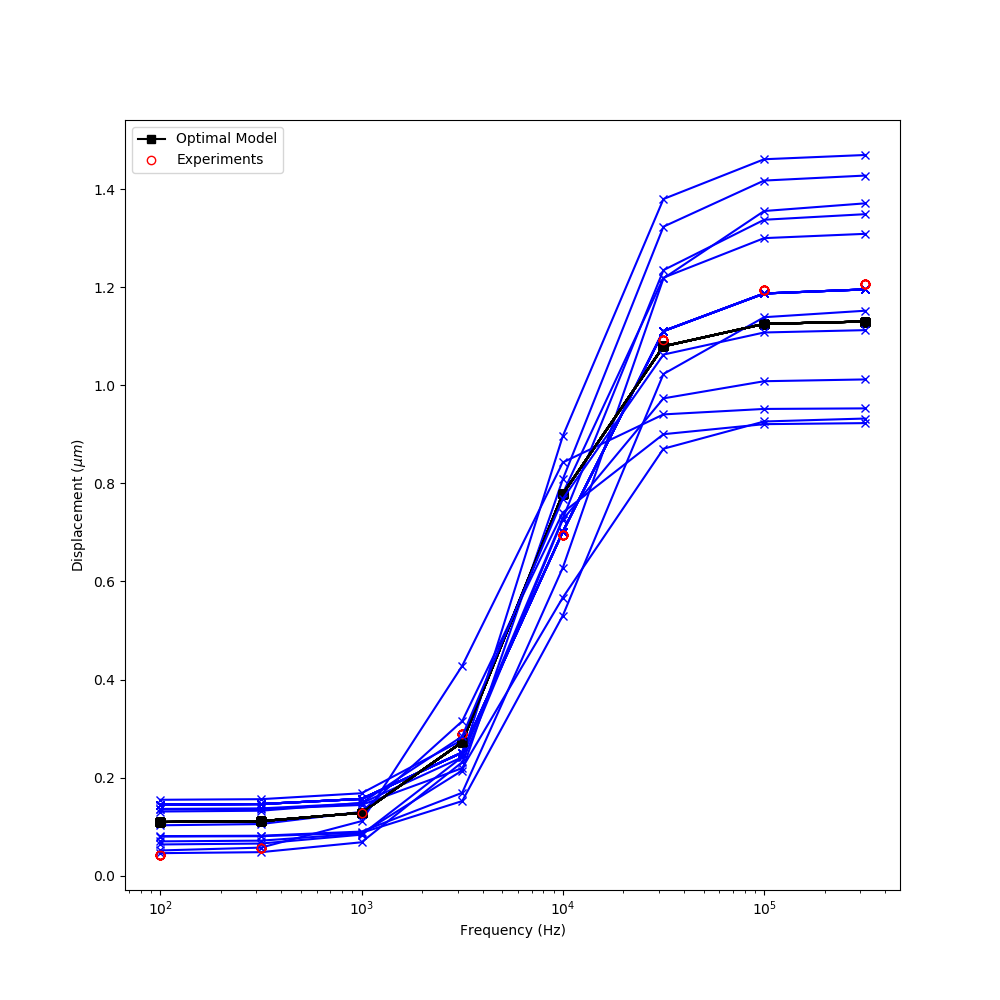 Optimal Model
Experiments
1.4
1.2
1.0
0.8
0.6
0.4
0.2
0.0
Displacement (μm)
10² 10³ 10⁴ 10⁵
Frequency (Hz)